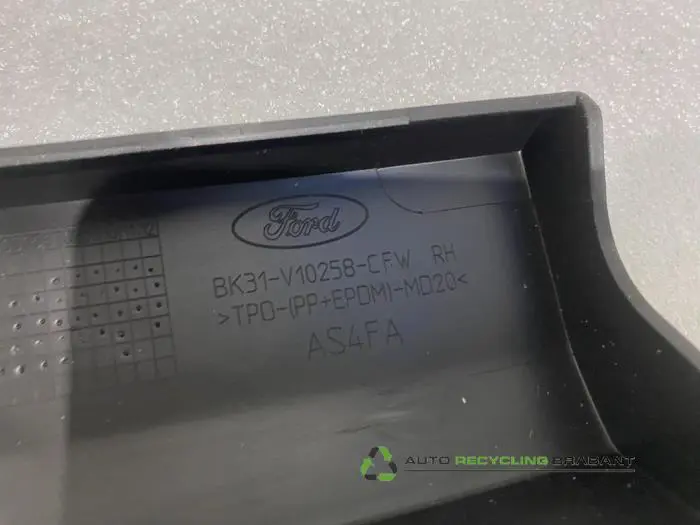 Ford
BK31-V10258-CFW RH
>TPO-(PP+EPDM)-MD20<
AS4FA
AUTO RECYCLING BRABANT